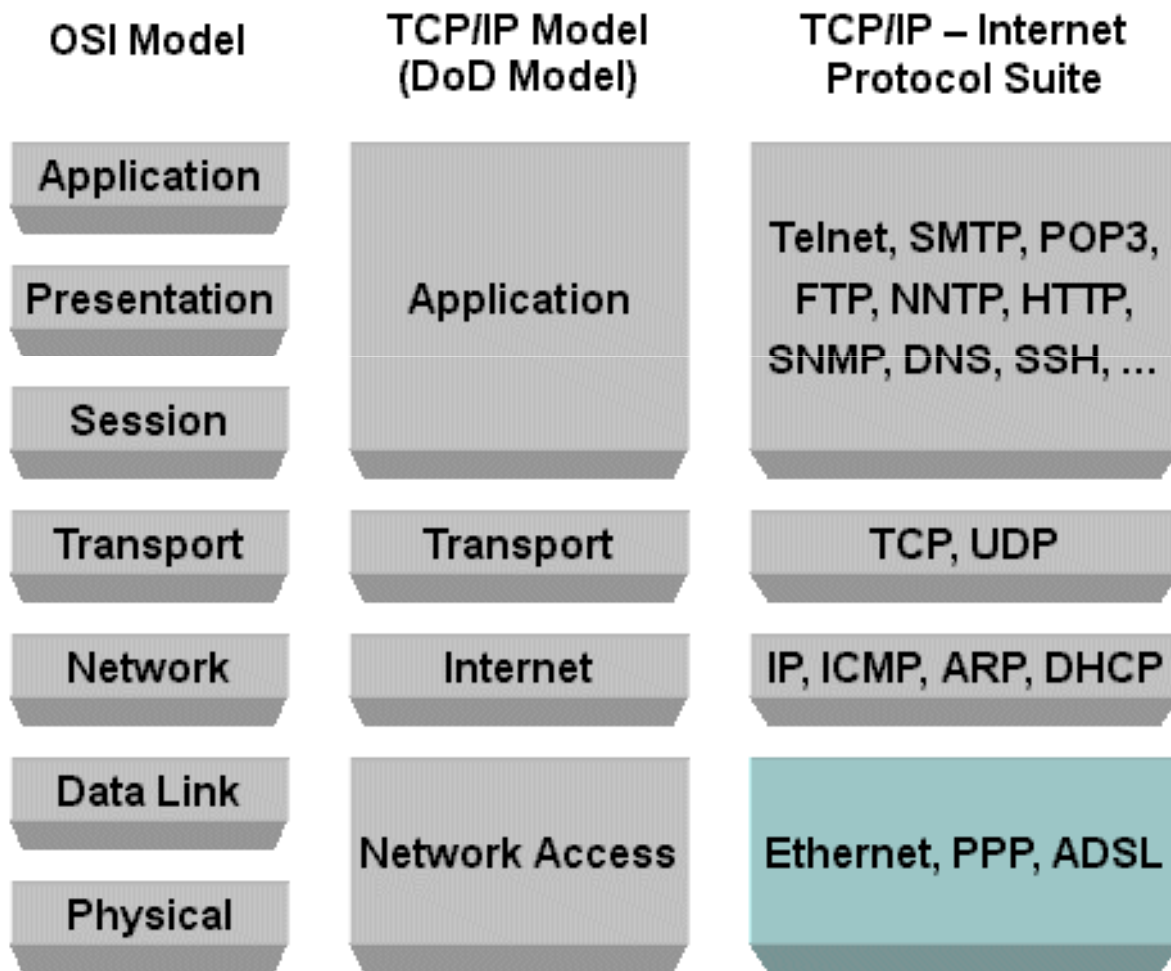 OSI Model
TCP/IP Model
(DoD Model)
TCP/IP – Internet
Protocol Suite
Application
Presentation
Session
Transport
Network
Data Link
Physical
Application
Transport
Internet
Network Access
Telnet, SMTP, POP3,
FTP, NNTP, HTTP,
SNMP, DNS, SSH, ...
TCP, UDP
IP, ICMP, ARP, DHCP
Ethernet, PPP, ADSL